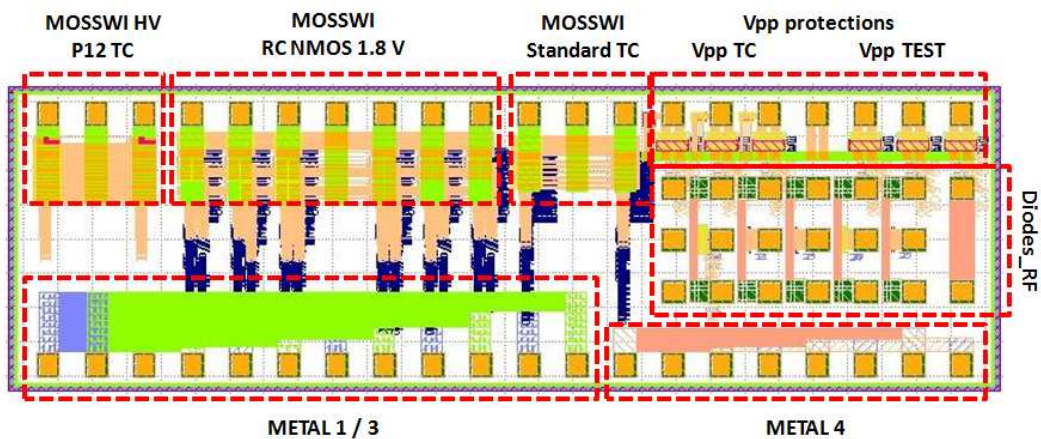 MOSSWI HV
P12 TC
MOSSWI
RC NMOS 1.8 V
MOSSWI
Standard TC
Vpp protections
Vpp TC
Vpp TEST
Diodes_RF
METAL 1 / 3
METAL 4